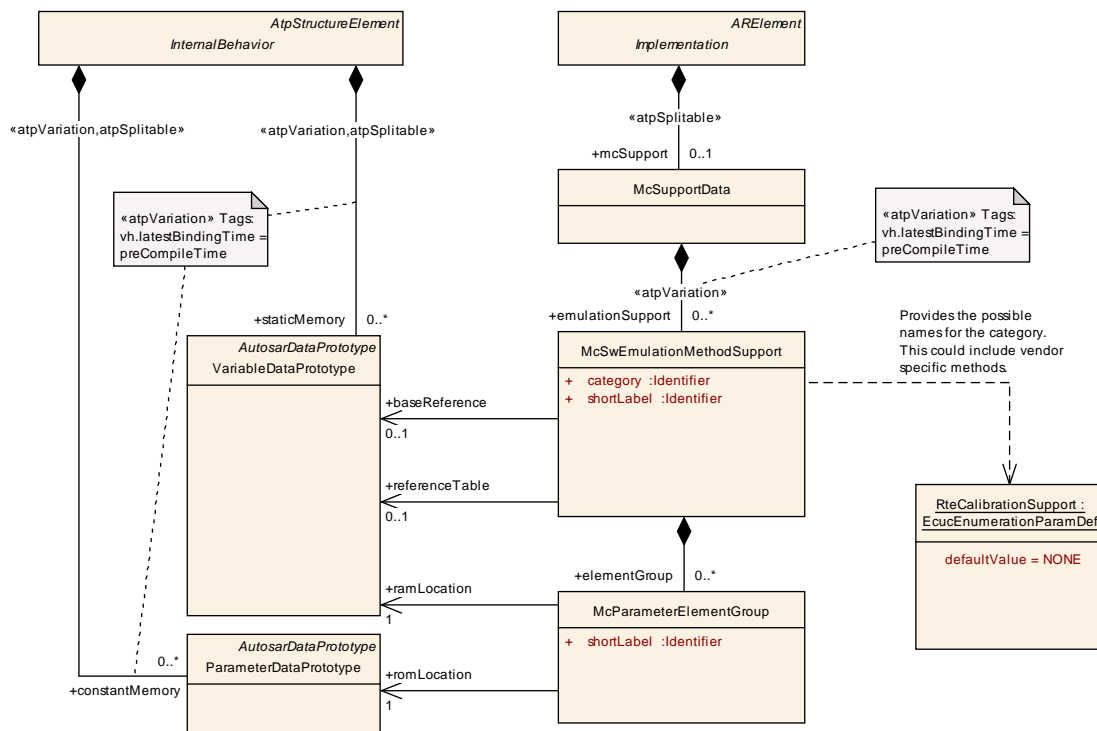 AtpStructureElement
InternalBehavior
ARElement
Implementation
«atpVariation,atpSplitable»
«atpVariation,atpSplitable»
«atpSplitable»
+mcSupport 0..1
McSupportData
«atpVariation» Tags:
vh.latestBindingTime =
preCompileTime
«atpVariation» Tags:
vh.latestBindingTime =
preCompileTime
«atpVariation»
+staticMemory 0..*
+emulationSupport 0..*
Provides the possible
names for the category.
This could include vendor
specific methods.
AutosarDataPrototype
VariableDataPrototype
McSwEmulationMethodSupport
+ category :Identifier
+ shortLabel :Identifier
+baseReference
0..1
+referenceTable
0..1
RteCalibrationSupport :
EcucEnumerationParamDef
defaultValue = NONE
+elementGroup 0..*
+ramLocation
1
McParameterElementGroup
+ shortLabel :Identifier
AutosarDataPrototype
ParameterDataPrototype
0..*
+constantMemory
+romLocation
1